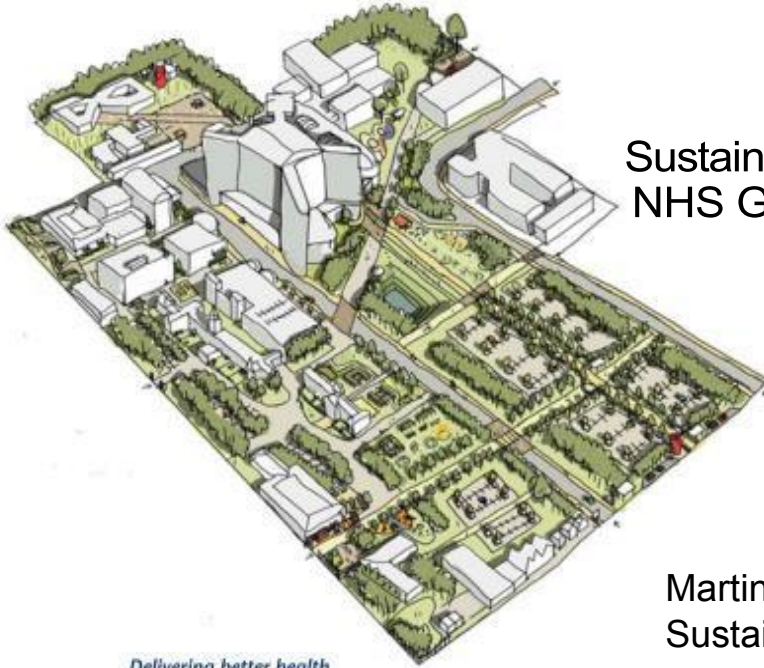 Sustain
NHS G
Martin
Sustai
Delivering better health